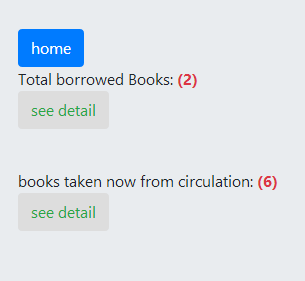 home
Total borrowed Books: (2)
see detail
books taken now from circulation: (6)
see detail